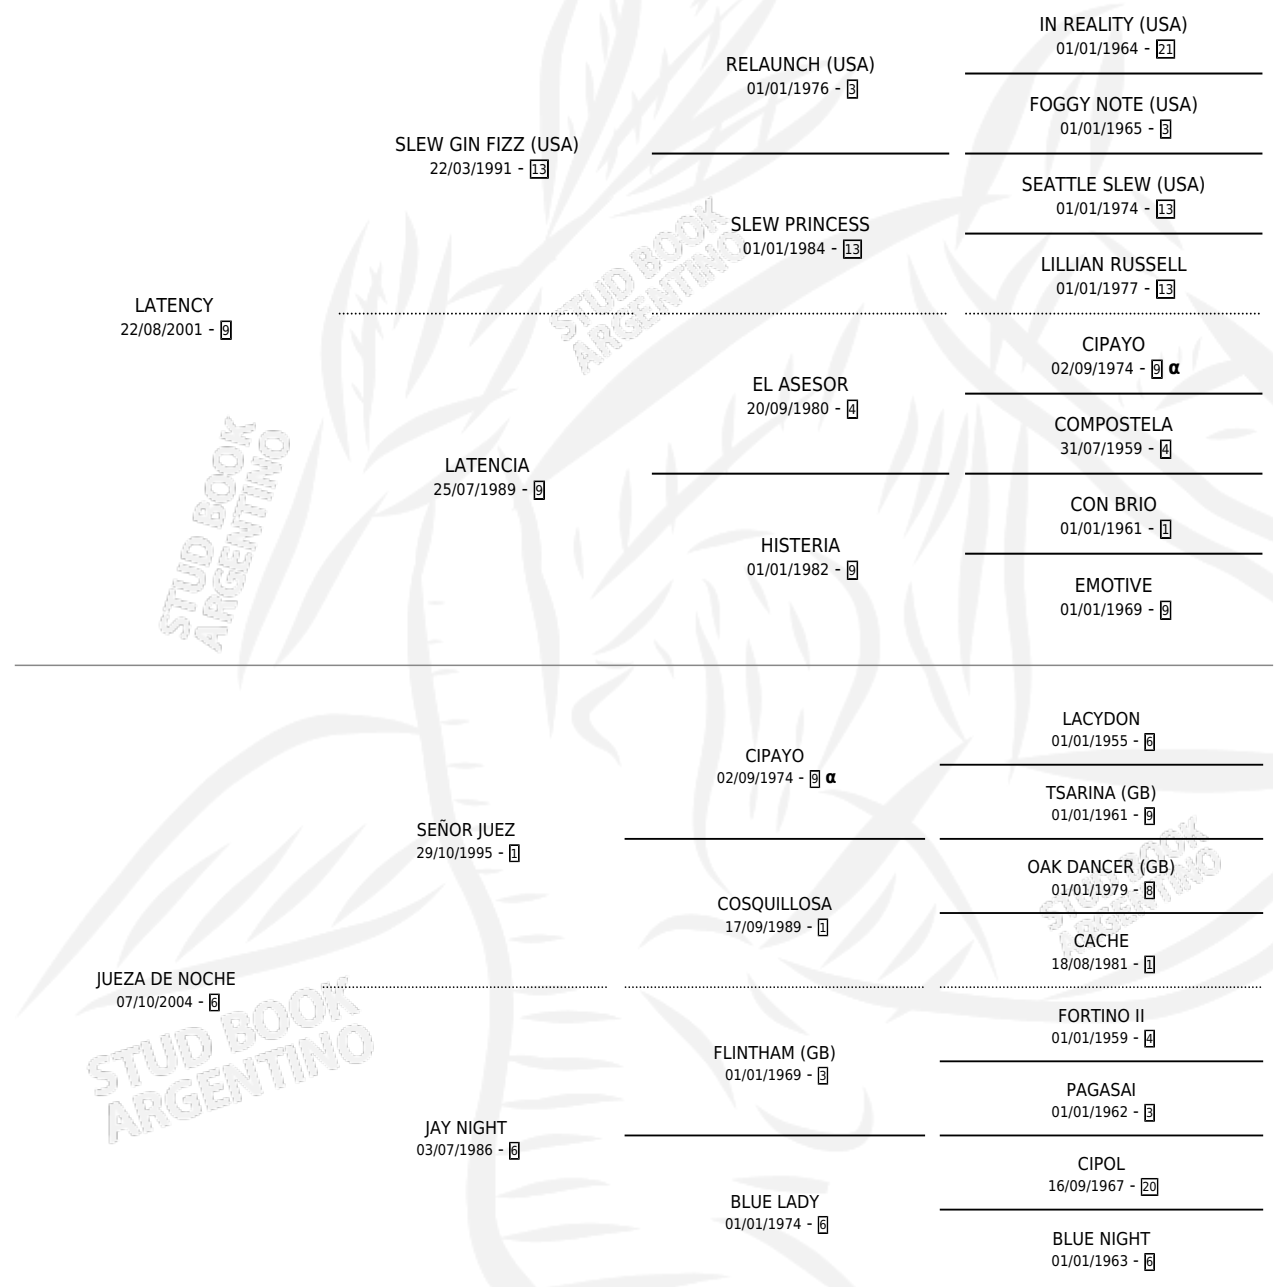 IN REALITY (USA)
01/01/1964 - 21
RELAUNCH (USA)
01/01/1976 - 3
FOGGY NOTE (USA)
01/01/1965 - 3
SLEW GIN FIZZ (USA)
22/03/1991 - 13
SEATTLE SLEW (USA)
01/01/1974 - 13
SLEW PRINCESS
01/01/1984 - 13
LILLIAN RUSSELL
01/01/1977 - 13
LATENCY
22/08/2001 - 9
CIPAYO
02/09/1974 - 9 α
EL ASESOR
20/09/1980 - 4
COMPOSTELA
31/07/1959 - 4
LATENCIA
25/07/1989 - 9
CON BRIO
01/01/1961 - 1
HISTERIA
01/01/1982 - 9
EMOTIVE
01/01/1969 - 9
STUD BOOK
ARGENTINO
STUD BOOK
ARGENTINO
LACYDON
01/01/1955 - 6
CIPAYO
02/09/1974 - 9 α
TSARINA (GB)
01/01/1961 - 9
SEÑOR JUEZ
29/10/1995 - 1
OAK DANCER (GB)
01/01/1979 - 8
COSQUILLOSA
17/09/1989 - 1
CACHE
18/08/1981 - 1
JUEZA DE NOCHE
07/10/2004 - 6
FORTINO II
01/01/1959 - 4
FLINTHAM (GB)
01/01/1969 - 3
PAGASAI
01/01/1962 - 3
JAY NIGHT
03/07/1986 - 6
CIPOL
16/09/1967 - 20
BLUE LADY
01/01/1974 - 6
BLUE NIGHT
01/01/1963 - 6
STUD BOOK
ARGENTINO
STUD BOOK
ARGENTINO